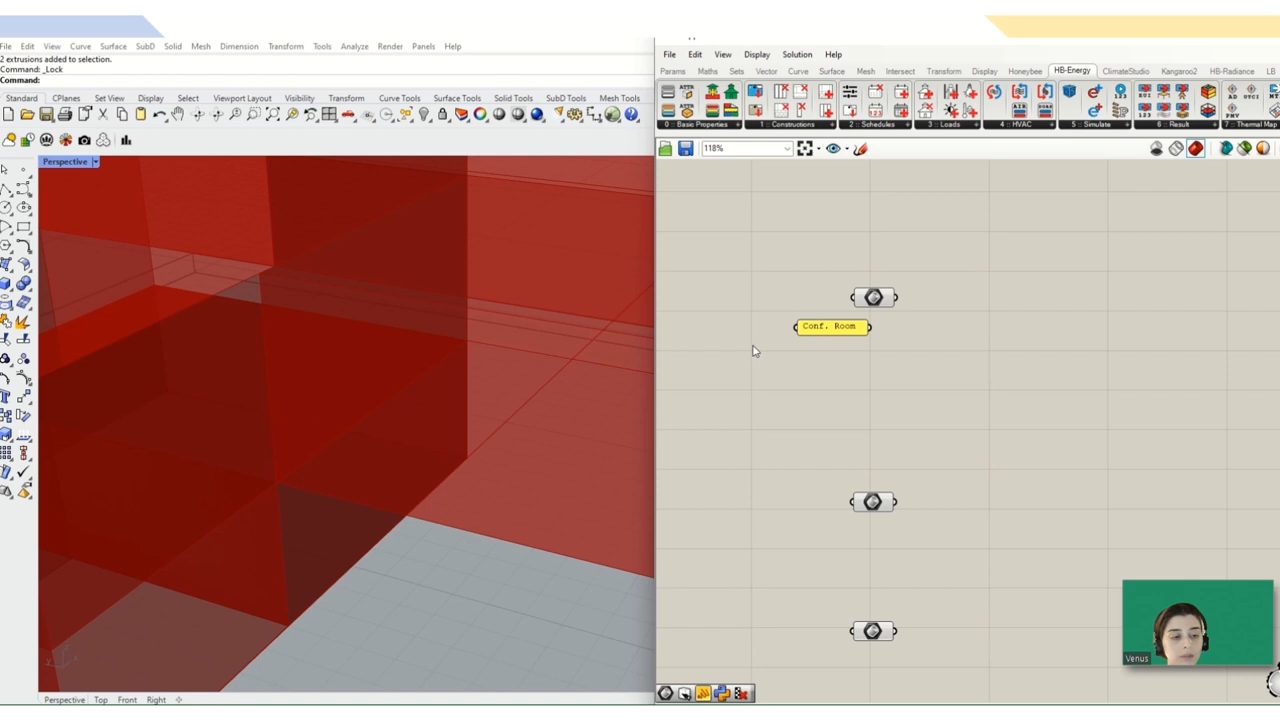 File Edit View Curve Surface SubD Solid Mesh Dimension Transform Tools Analyze Render Panels Help
2 extrusions added to selection.
Command: _Lock
Command:
Standard CPlanes Set View Display Select Viewport Layout Visibility Transform Curve Tools Surface Tools Solid Tools SubD Tools Mesh Tools
Perspective
Perspective Top Front Right
File Edit View Display Solution Help
Params Maths Sets Vector Curve Surface Mesh Intersect Transform Display Honeybee HB-Energy ClimateStudio Kangaroo2 HB-Radiance LB
0 :: Basic Properties 1 :: Constructions 2 :: Schedules 3 :: Loads 4 :: HVAC 5 :: Simulate 6 :: Result 7 :: Thermal Map
118%
Conf. Room
Venus